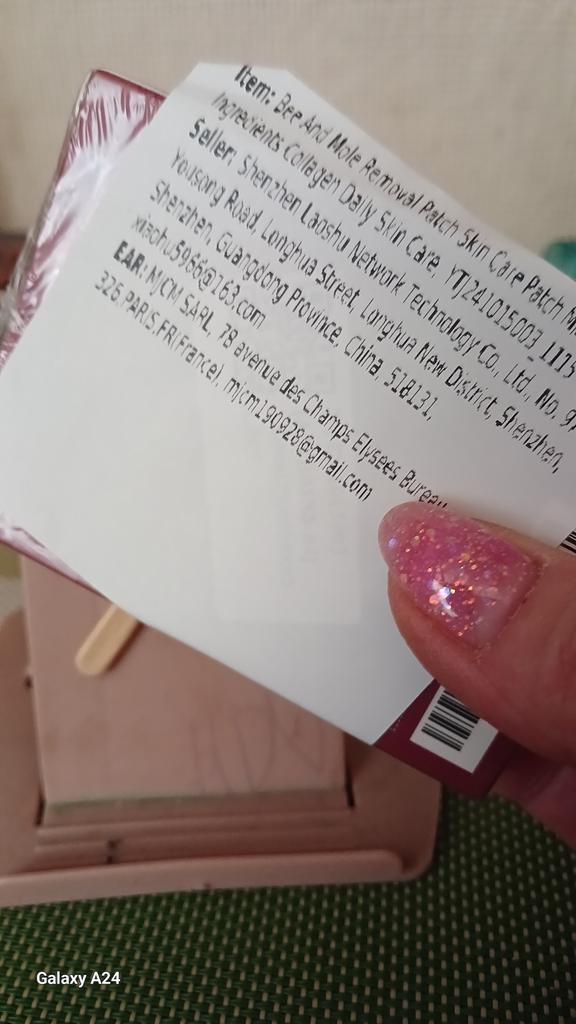 Item: Bee And Mole Removal Patch Skin Care Patch
Ingredients Collagen Daily Skin Care, YTJ241015003_1115
Seller: Shenzhen Laoshu Network Technology Co., Ltd., No.
Yousong Road, Longhua Street, Longhua New District, Shenzhen,
Shenzhen, Guangdong Province, China, 518131,
xiaohu5966@163.com
EAR: MJCM SARL, 78 avenue des Champs Elysees Bureau
326,PARIS,FR(France), mjcm190928@gmail.com
Galaxy A24